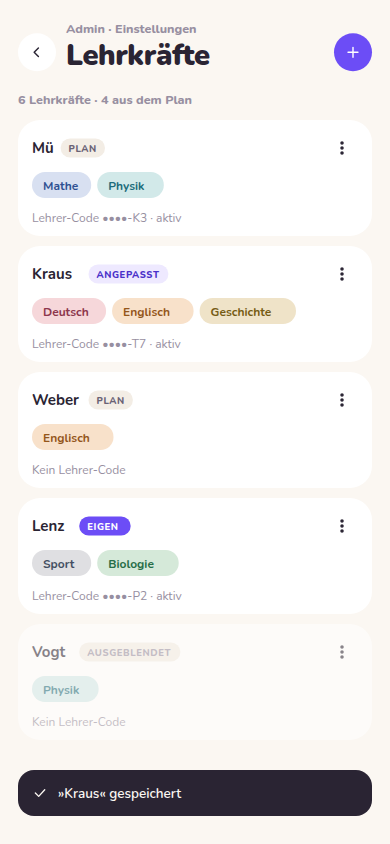 Admin · Einstellungen
Lehrkräfte
6 Lehrkräfte · 4 aus dem Plan
Mü PLAN
Mathe Physik
Lehrer-Code ●●●●-K3 · aktiv
Kraus ANGEPASST
Deutsch Englisch Geschichte
Lehrer-Code ●●●●-T7 · aktiv
Weber PLAN
Englisch
Kein Lehrer-Code
Lenz EIGEN
Sport Biologie
Lehrer-Code ●●●●-P2 · aktiv
Vogt AUSGEBLENDET
Physik
Kein Lehrer-Code
»Kraus« gespeichert